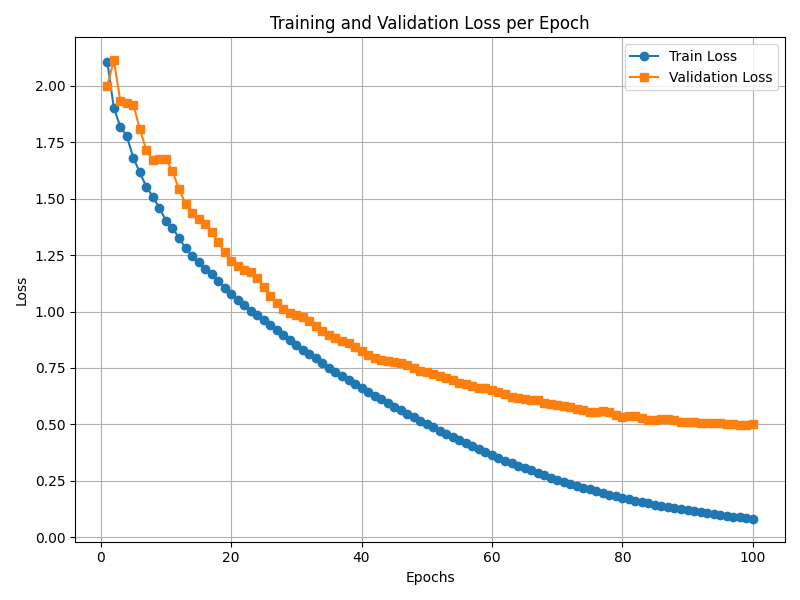 Training and Validation Loss per Epoch
Train Loss
Validation Loss
2.00
1.75
1.50
1.25
1.00
0.75
0.50
0.25
0.00
Loss
0 20 40 60 80 100
Epochs